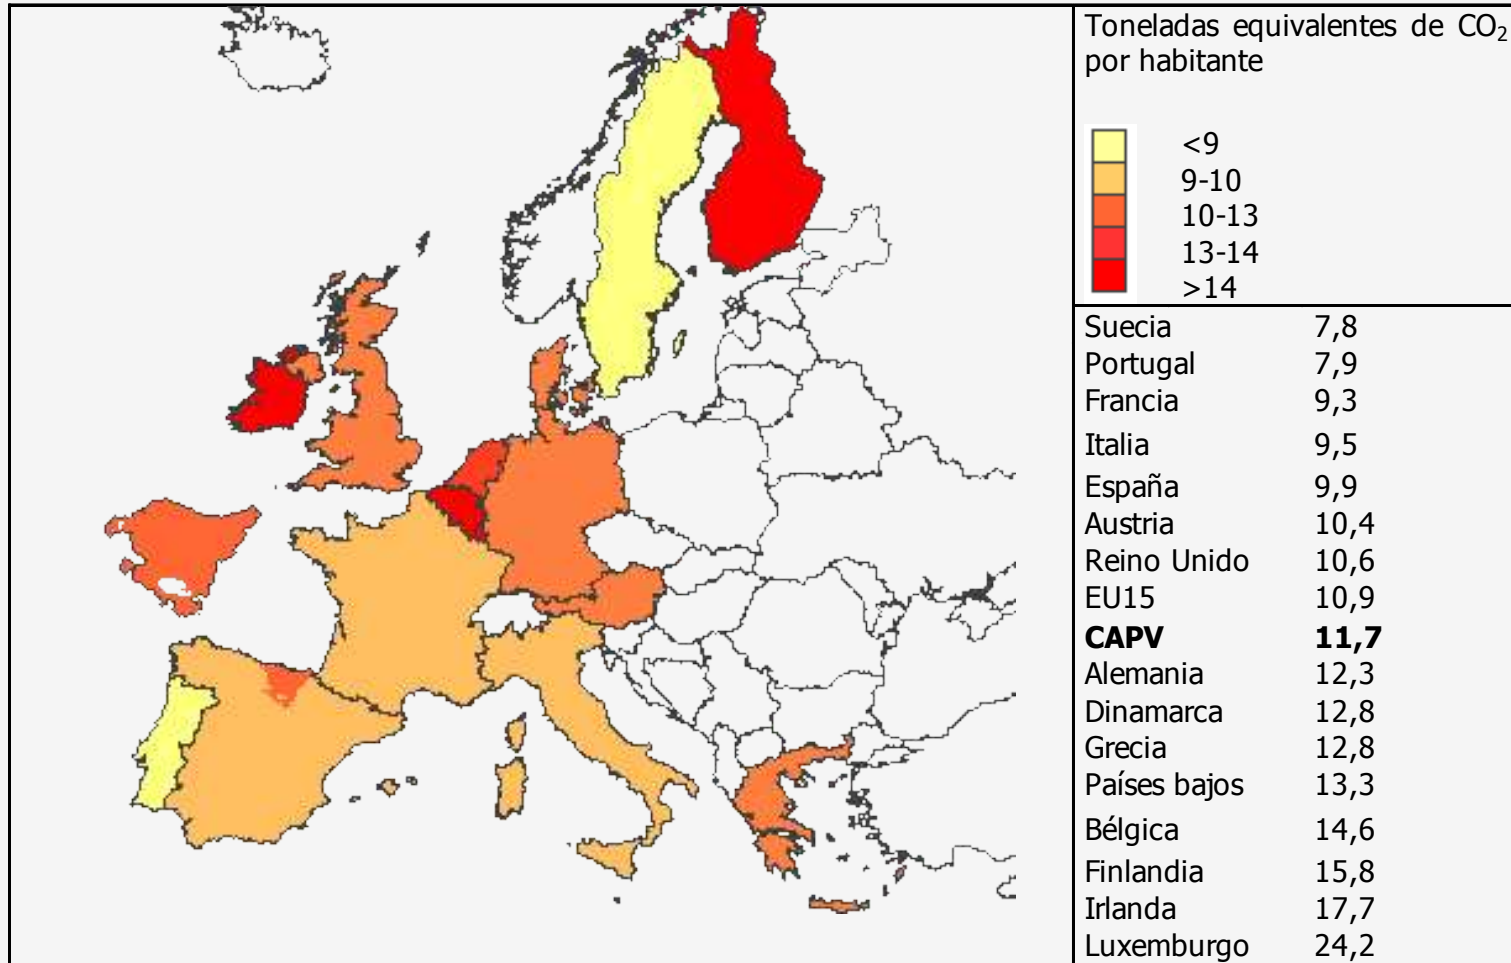 Toneladas equivalentes de CO₂
por habitante
<9
9-10
10-13
13-14
>14
Suecia 7,8
Portugal 7,9
Francia 9,3
Italia 9,5
España 9,9
Austria 10,4
Reino Unido 10,6
EU15 10,9
CAPV 11,7
Alemania 12,3
Dinamarca 12,8
Grecia 12,8
Países bajos 13,3
Bélgica 14,6
Finlandia 15,8
Irlanda 17,7
Luxemburgo 24,2